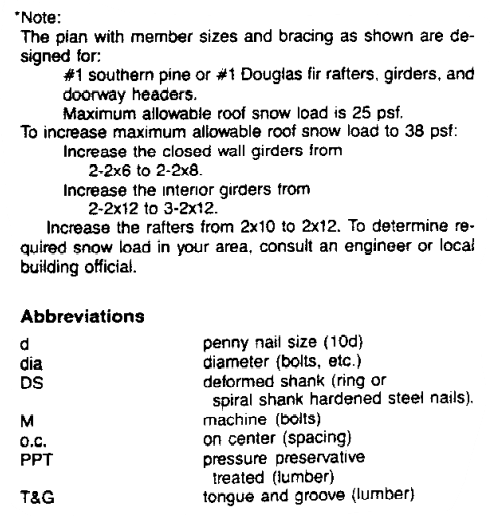 *Note:
The plan with member sizes and bracing as shown are de-
signed for:
#1 southern pine or #1 Douglas fir rafters, girders, and
doorway headers.
Maximum allowable roof snow load is 25 psf.
To increase maximum allowable roof snow load to 38 psf:
Increase the closed wall girders from
2-2x6 to 2-2x8.
Increase the interior girders from
2-2x12 to 3-2x12.
Increase the rafters from 2x10 to 2x12. To determine re-
quired snow load in your area, consult an engineer or local
building official.
Abbreviations
d penny nail size (10d)
dia diameter (bolts, etc.)
DS deformed shank (ring or
spiral shank hardened steel nails).
M machine (bolts)
o.c. on center (spacing)
PPT pressure preservative
treated (lumber)
T&G tongue and groove (lumber)